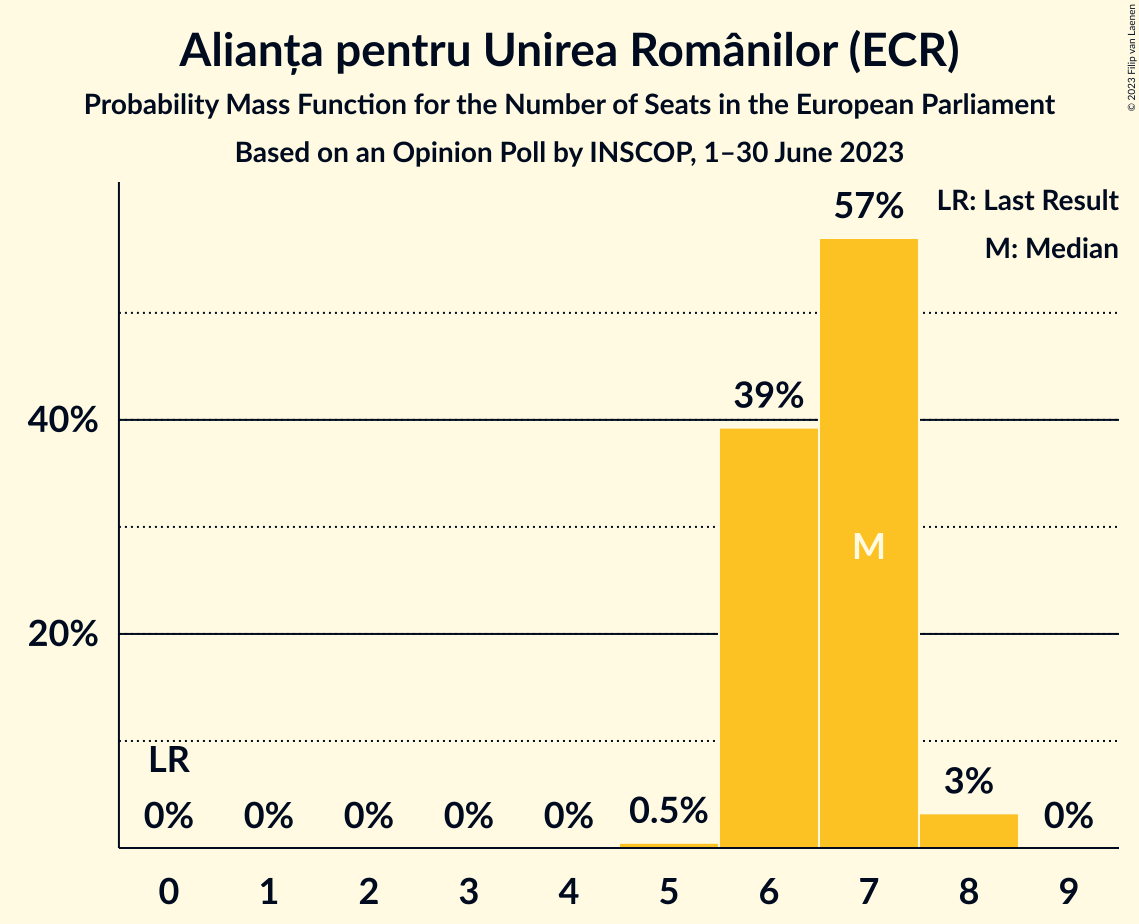 Alianța pentru Unirea Românilor (ECR)
Probability Mass Function for the Number of Seats in the European Parliament
Based on an Opinion Poll by INSCOP, 1–30 June 2023
© 2023 Filip van Laenen
LR: Last Result
M: Median
57%
39%
40%
M
20%
LR
0% 0% 0% 0% 0% 0.5% 3% 0%
0 1 2 3 4 5 6 7 8 9